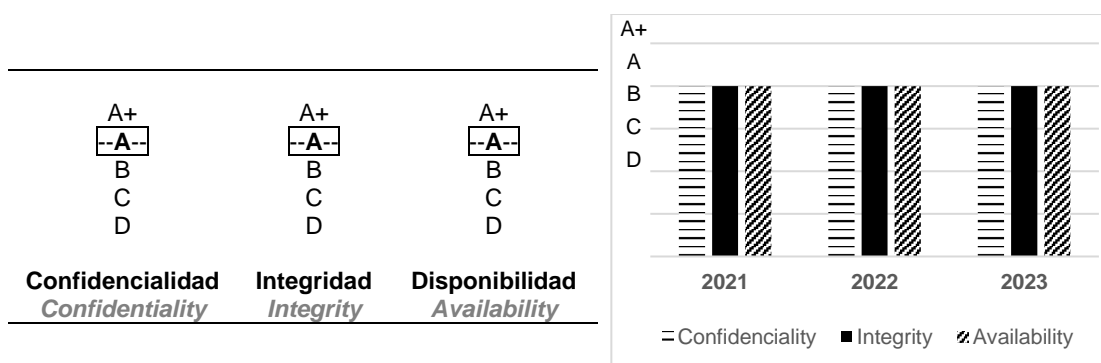 A+ A+ A+
--A-- --A-- --A--
B B B
C C C
D D D
Confidencialidad Integridad Disponibilidad
Confidentiality Integrity Availability
A+
A
B
C
D
2021 2022 2023
Confidenciality Integrity Availability